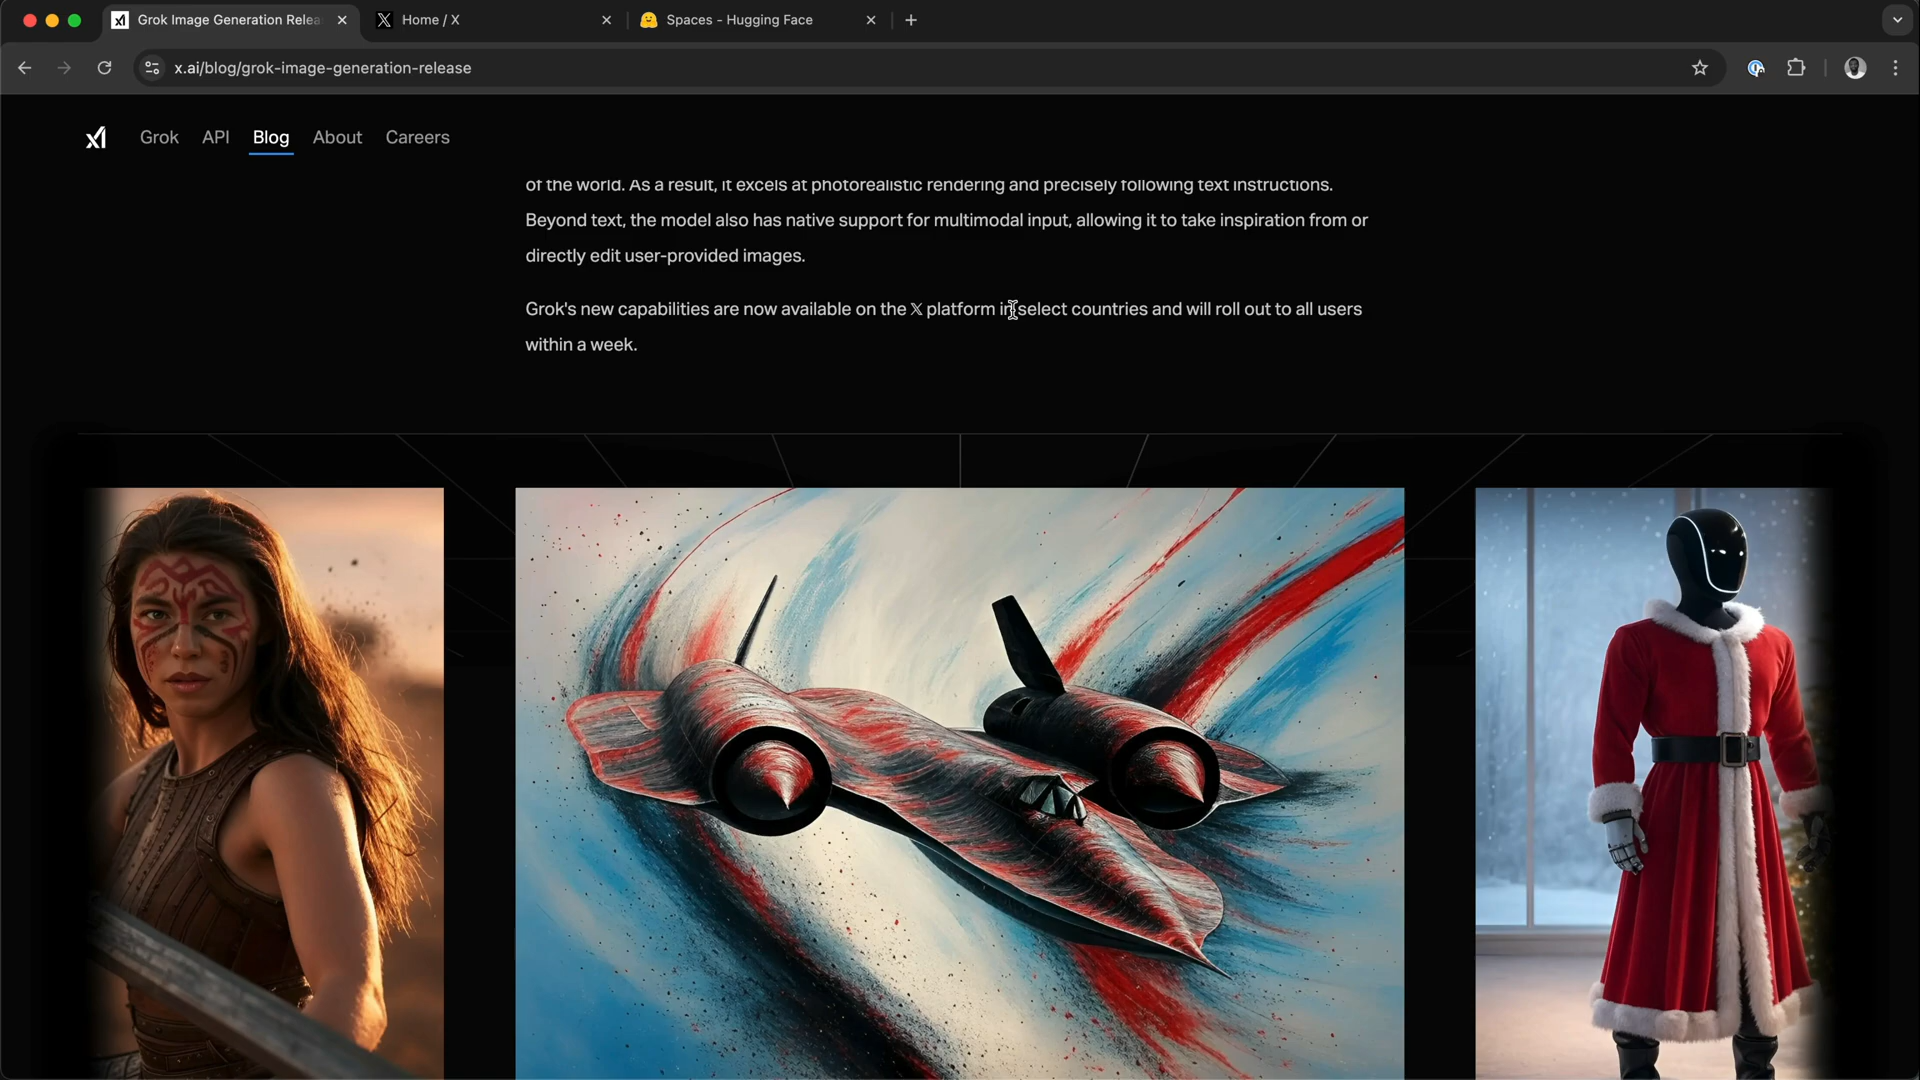 Grok Image Generation Relea
Home / X
Spaces - Hugging Face
x.ai/blog/grok-image-generation-release
Grok API Blog About Careers
of the world. As a result, it excels at photorealistic rendering and precisely following text instructions.
Beyond text, the model also has native support for multimodal input, allowing it to take inspiration from or
directly edit user-provided images.
Grok's new capabilities are now available on the 𝕏 platform in select countries and will roll out to all users
within a week.